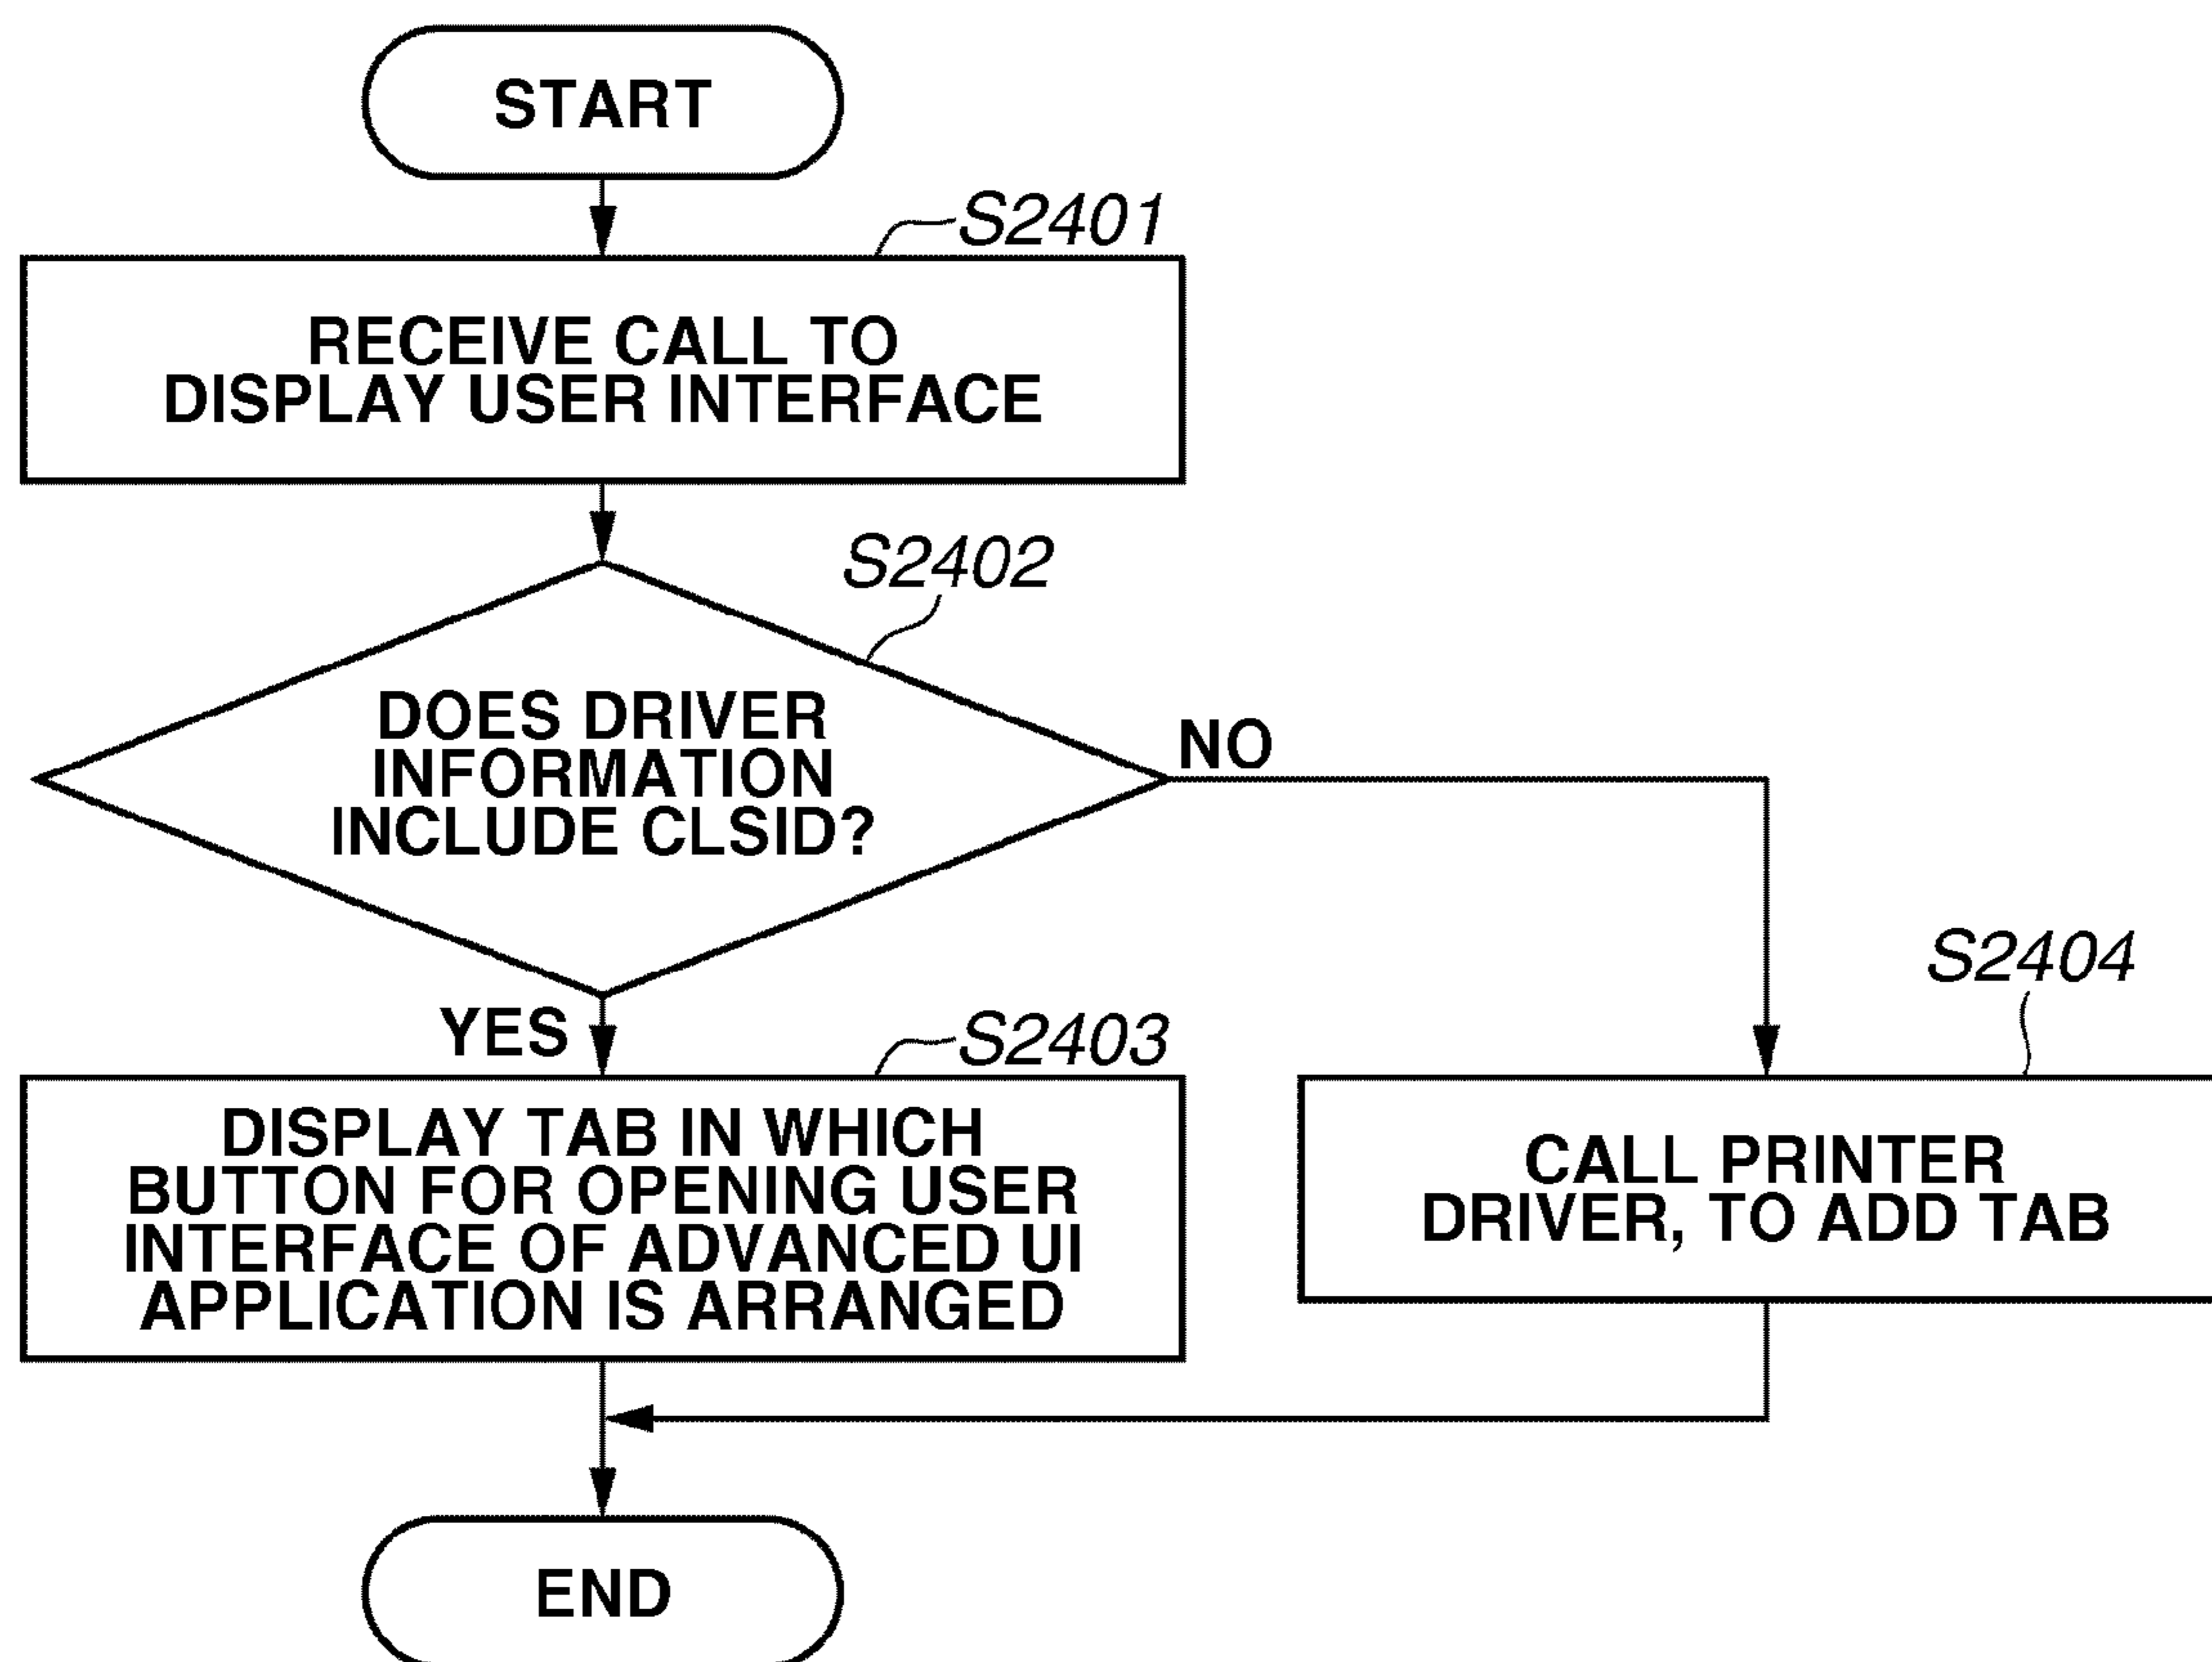 START
S2401
RECEIVE CALL TO
DISPLAY USER INTERFACE
S2402
DOES DRIVER
INFORMATION
INCLUDE CLSID?
NO
YES
S2403
DISPLAY TAB IN WHICH
BUTTON FOR OPENING USER
INTERFACE OF ADVANCED UI
APPLICATION IS ARRANGED
S2404
CALL PRINTER
DRIVER, TO ADD TAB
END